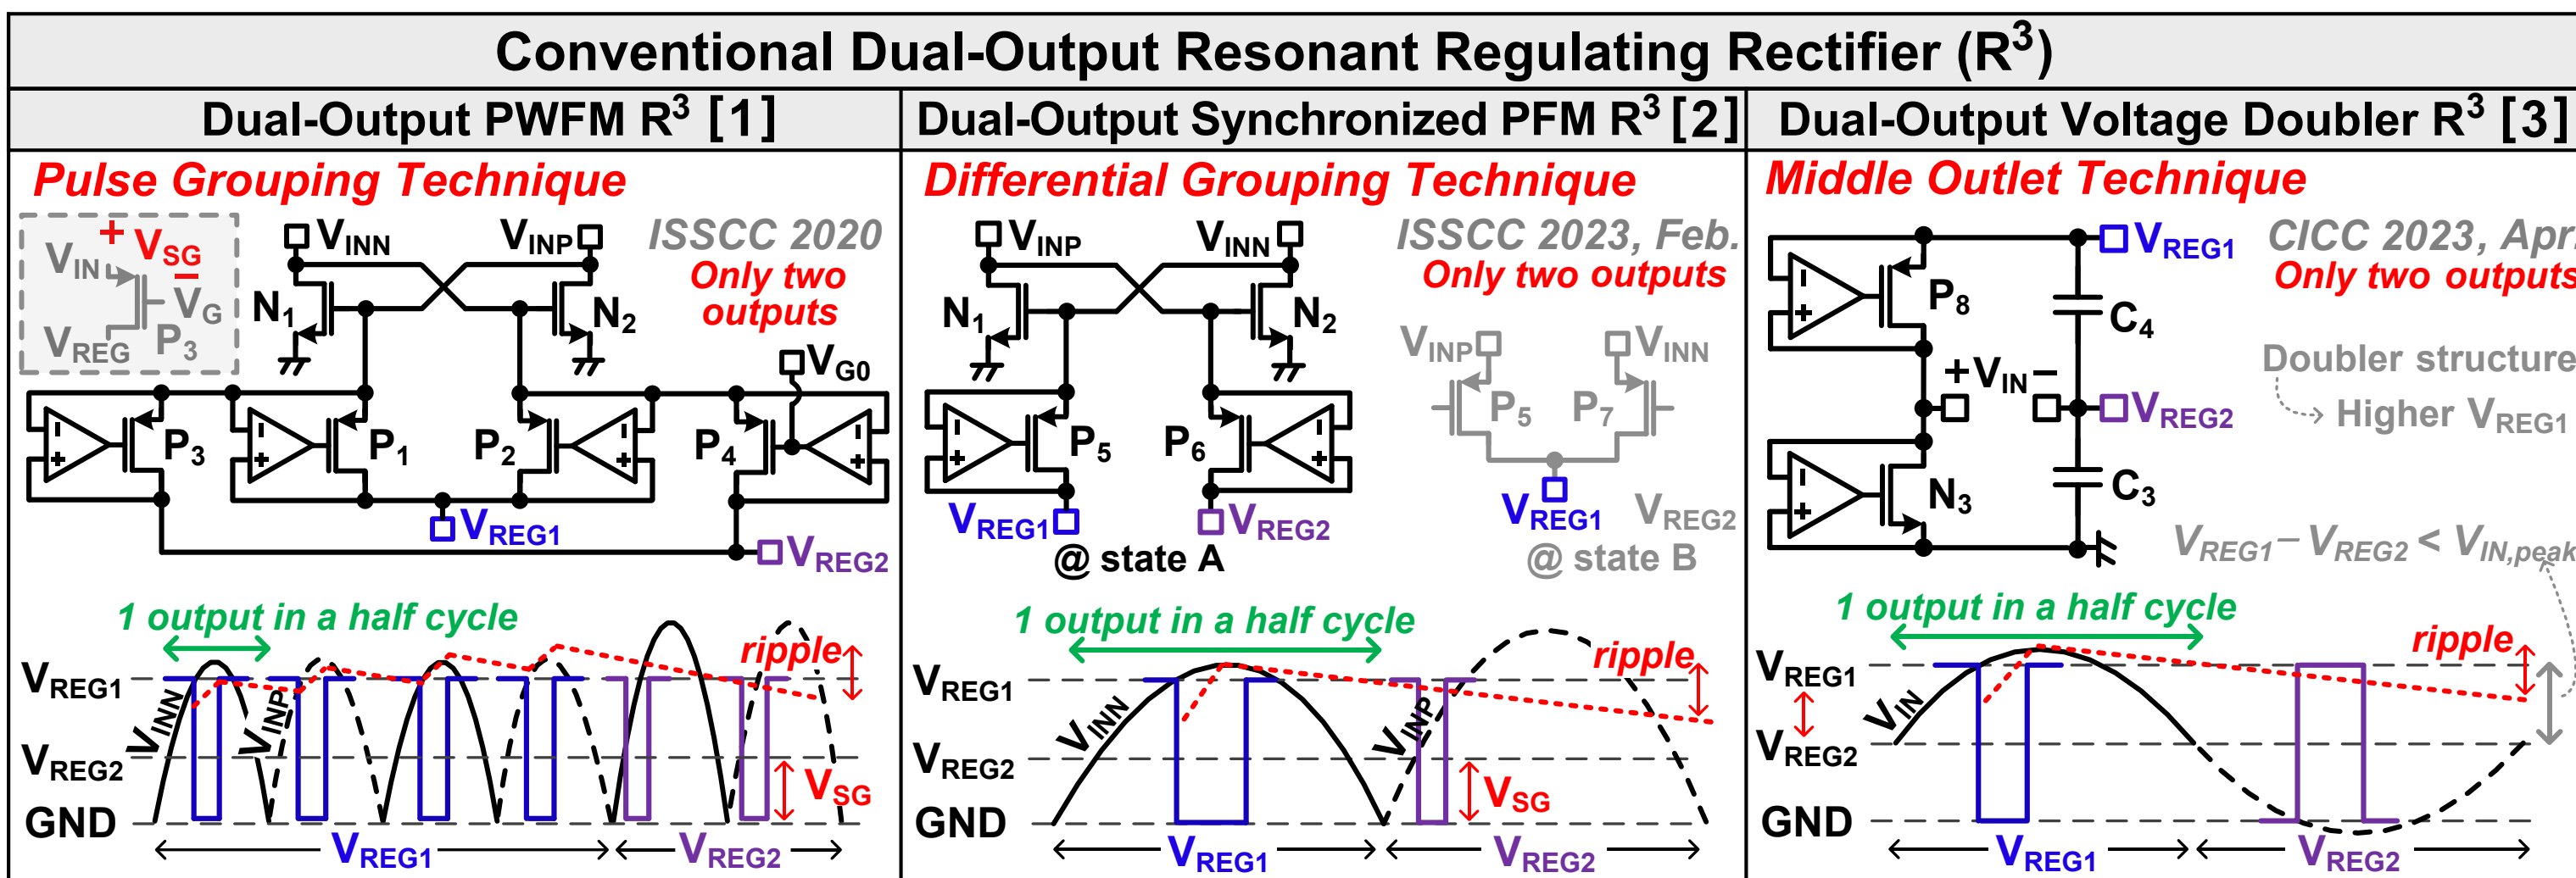 Conventional Dual-Output Resonant Regulating Rectifier (R³)
Dual-Output PWFM R³ [1]
Pulse Grouping Technique
ISSCC 2020
Only two
outputs
+ VSG −
VIN
VG
VREG P3
VINN
VINP
N1
N2
VG0
P3
P1
P2
P4
VREG1
VREG2
1 output in a half cycle
ripple
VREG1
VINN
VINP
VREG2
VSG
GND
VREG1
VREG2
Dual-Output Synchronized PFM R³ [2]
Differential Grouping Technique
ISSCC 2023, Feb.
Only two outputs
VINP
VINN
N1
N2
P5
P6
VREG1
VREG2
@ state A
VINP
VINN
P5
P7
VREG1
VREG2
@ state B
1 output in a half cycle
ripple
VREG1
VINN
VINP
VREG2
VSG
GND
VREG1
VREG2
Dual-Output Voltage Doubler R³ [3]
Middle Outlet Technique
CICC 2023, Apr.
Only two outputs
VREG1
P8
C4
Doubler structure
Higher VREG1
+VIN−
VREG2
N3
C3
VREG1 − VREG2 < VIN,peak
1 output in a half cycle
ripple
VREG1
VIN
VREG2
GND
VREG1
VREG2